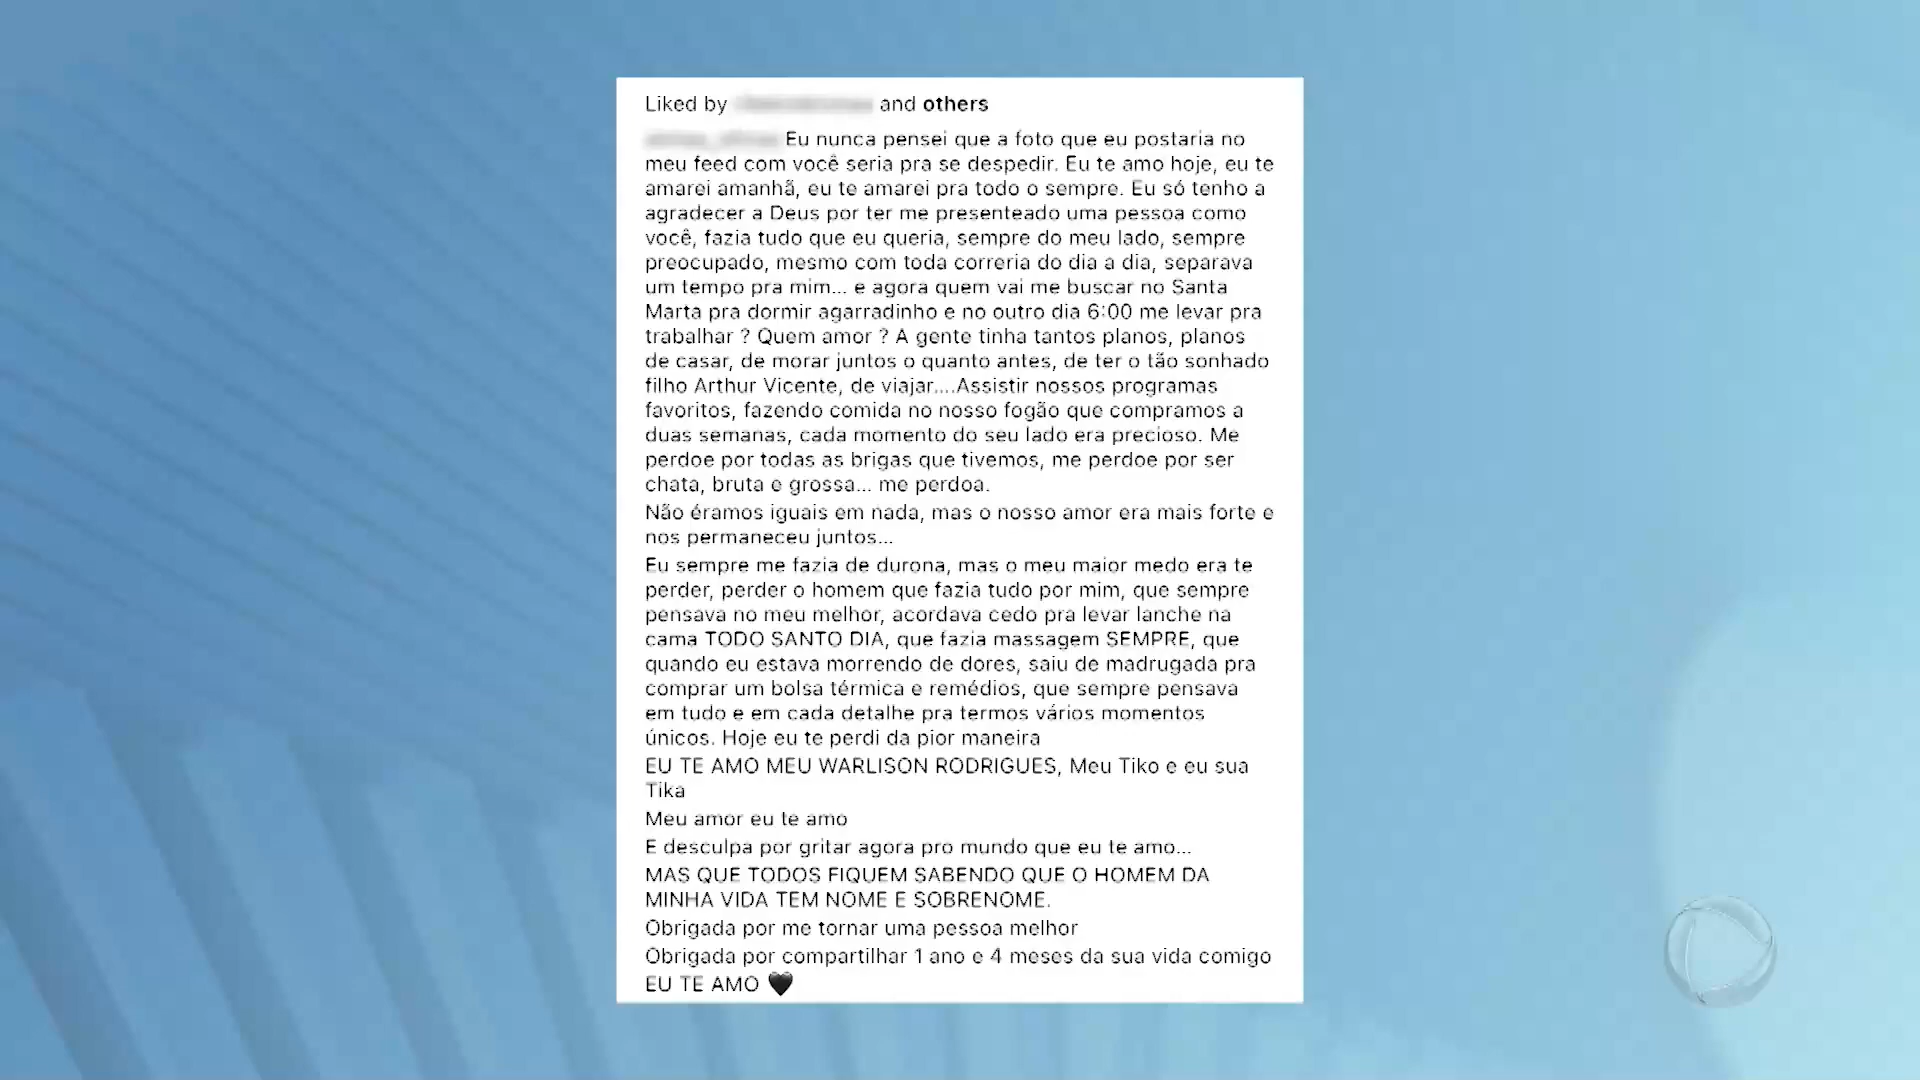 Liked by and others
Eu nunca pensei que a foto que eu postaria no
meu feed com você seria pra se despedir. Eu te amo hoje, eu te
amarei amanhã, eu te amarei pra todo o sempre. Eu só tenho a
agradecer a Deus por ter me presenteado uma pessoa como
você, fazia tudo que eu queria, sempre do meu lado, sempre
preocupado, mesmo com toda correria do dia a dia, separava
um tempo pra mim... e agora quem vai me buscar no Santa
Marta pra dormir agarradinho e no outro dia 6:00 me levar pra
trabalhar ? Quem amor ? A gente tinha tantos planos, planos
de casar, de morar juntos o quanto antes, de ter o tão sonhado
filho Arthur Vicente, de viajar....Assistir nossos programas
favoritos, fazendo comida no nosso fogão que compramos a
duas semanas, cada momento do seu lado era precioso. Me
perdoe por todas as brigas que tivemos, me perdoe por ser
chata, bruta e grossa... me perdoa.
Não éramos iguais em nada, mas o nosso amor era mais forte e
nos permaneceu juntos...
Eu sempre me fazia de durona, mas o meu maior medo era te
perder, perder o homem que fazia tudo por mim, que sempre
pensava no meu melhor, acordava cedo pra levar lanche na
cama TODO SANTO DIA, que fazia massagem SEMPRE, que
quando eu estava morrendo de dores, saiu de madrugada pra
comprar um bolsa térmica e remédios, que sempre pensava
em tudo e em cada detalhe pra termos vários momentos
únicos. Hoje eu te perdi da pior maneira
EU TE AMO MEU WARLISON RODRIGUES, Meu Tiko e eu sua
Tika
Meu amor eu te amo
E desculpa por gritar agora pro mundo que eu te amo...
MAS QUE TODOS FIQUEM SABENDO QUE O HOMEM DA
MINHA VIDA TEM NOME E SOBRENOME.
Obrigada por me tornar uma pessoa melhor
Obrigada por compartilhar 1 ano e 4 meses da sua vida comigo
EU TE AMO 🖤